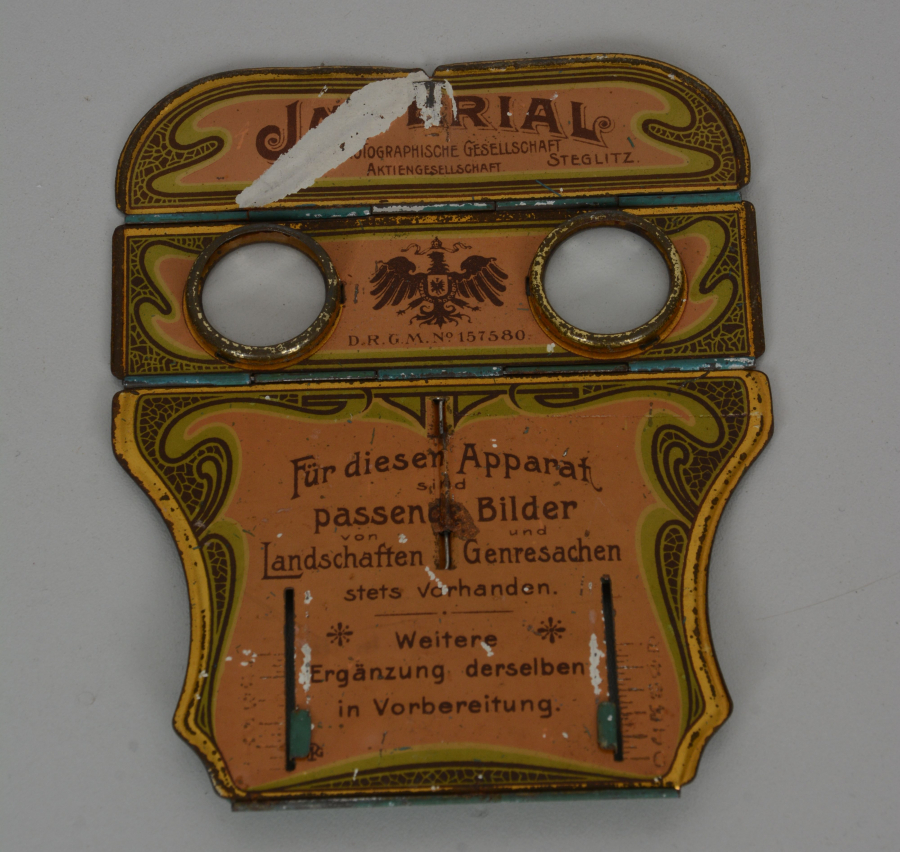 PHOTOGRAPHISCHE GESELLSCHAFT
STEGLITZ.
AKTIENGESELLSCHAFT
D.R.G.M. Nº 157580.
Für diesen Apparat
sind
passende Bilder
von und
Landschaften Genresachen
stets vorhanden.
Weitere
Ergänzung derselben
in Vorbereitung.